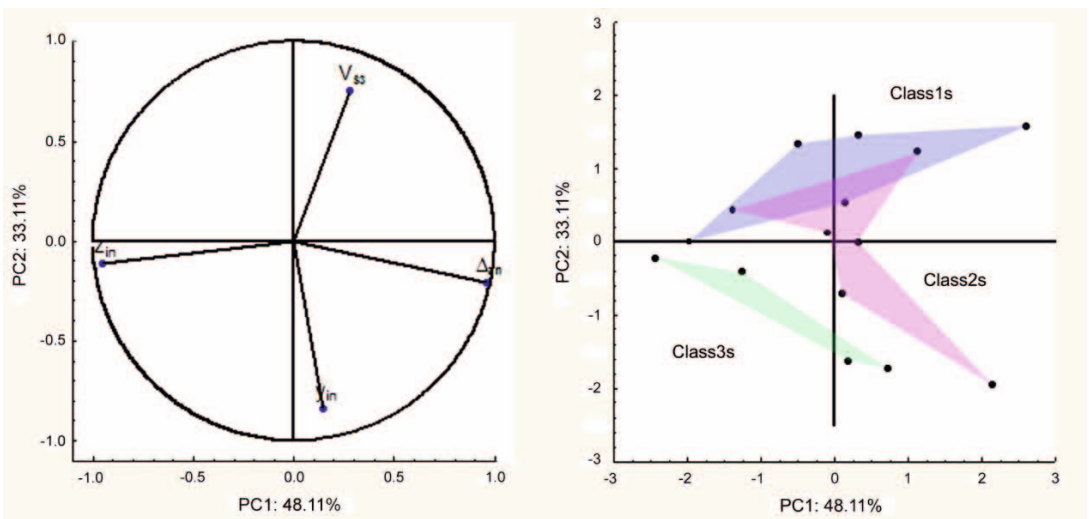 1.0
0.5
0.0
-0.5
-1.0
PC2: 33.11%
V$3
Zin
Δzn
yin
-1.0 -0.5 0.0 0.5 1.0
PC1: 48.11%
3
2
1
0
-1
-2
-3
PC2: 33.11%
Class1s
Class2s
Class3s
-3 -2 -1 0 1 2 3
PC1: 48.11%